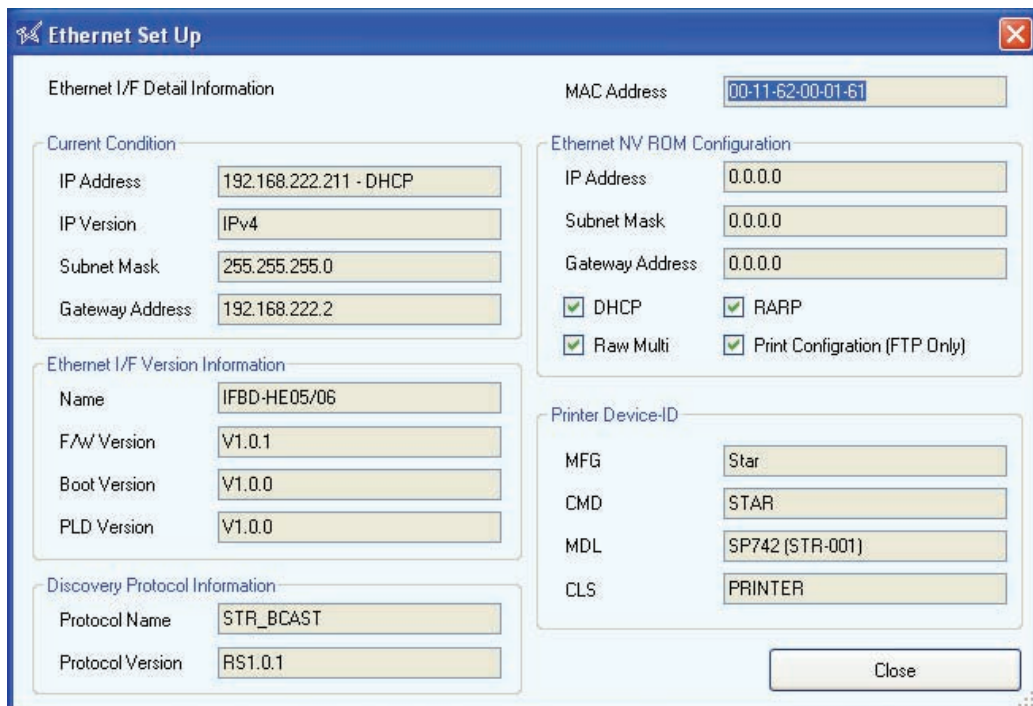 Ethernet Set Up
Ethernet I/F Detail Information
MAC Address 00-11-62-00-01-61
Current Condition
IP Address 192.168.222.211 - DHCP
IP Version IPv4
Subnet Mask 255.255.255.0
Gateway Address 192.168.222.2
Ethernet I/F Version Information
Name IFBD-HE05/06
F/W Version V1.0.1
Boot Version V1.0.0
PLD Version V1.0.0
Discovery Protocol Information
Protocol Name STR_BCAST
Protocol Version RS1.0.1
Ethernet NV ROM Configuration
IP Address 0.0.0.0
Subnet Mask 0.0.0.0
Gateway Address 0.0.0.0
DHCP RARP
Raw Multi Print Configration (FTP Only)
Printer Device-ID
MFG Star
CMD STAR
MDL SP742 (STR-001)
CLS PRINTER
Close